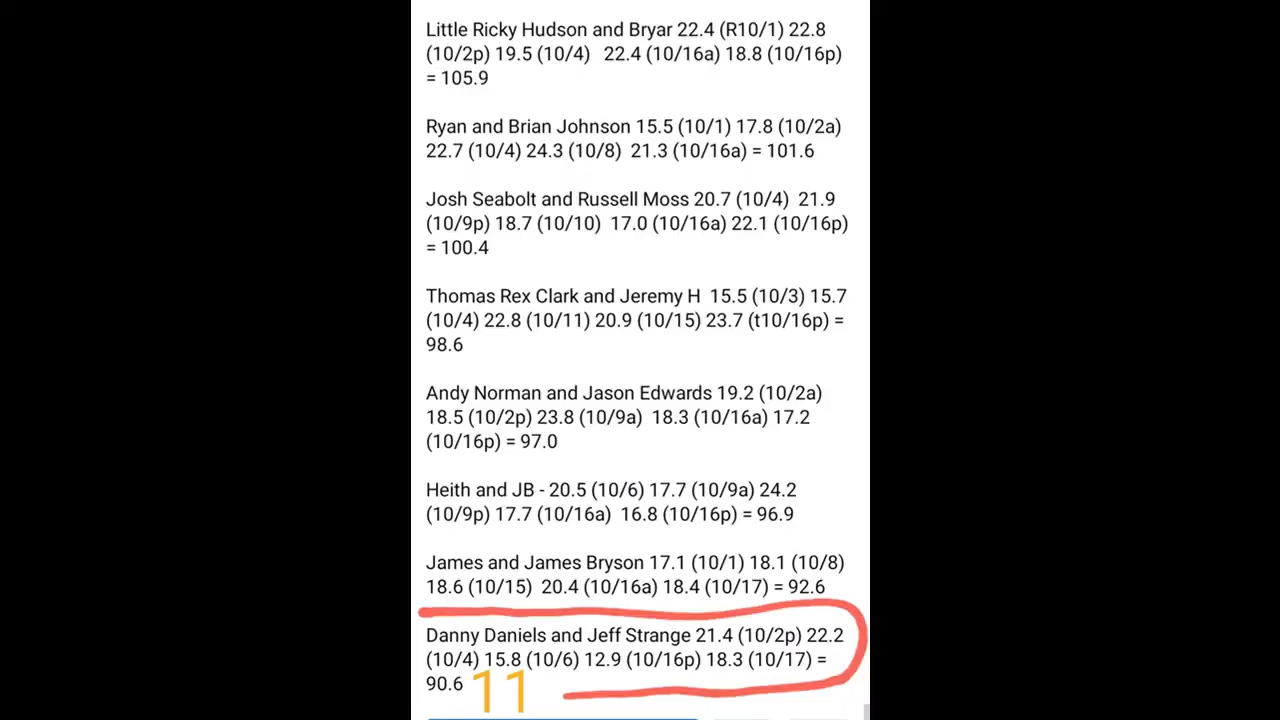 Little Ricky Hudson and Bryar 22.4 (R10/1) 22.8
(10/2p) 19.5 (10/4) 22.4 (10/16a) 18.8 (10/16p)
= 105.9
Ryan and Brian Johnson 15.5 (10/1) 17.8 (10/2a)
22.7 (10/4) 24.3 (10/8) 21.3 (10/16a) = 101.6
Josh Seabolt and Russell Moss 20.7 (10/4) 21.9
(10/9p) 18.7 (10/10) 17.0 (10/16a) 22.1 (10/16p)
= 100.4
Thomas Rex Clark and Jeremy H 15.5 (10/3) 15.7
(10/4) 22.8 (10/11) 20.9 (10/15) 23.7 (t10/16p) =
98.6
Andy Norman and Jason Edwards 19.2 (10/2a)
18.5 (10/2p) 23.8 (10/9a) 18.3 (10/16a) 17.2
(10/16p) = 97.0
Heith and JB - 20.5 (10/6) 17.7 (10/9a) 24.2
(10/9p) 17.7 (10/16a) 16.8 (10/16p) = 96.9
James and James Bryson 17.1 (10/1) 18.1 (10/8)
18.6 (10/15) 20.4 (10/16a) 18.4 (10/17) = 92.6
Danny Daniels and Jeff Strange 21.4 (10/2p) 22.2
(10/4) 15.8 (10/6) 12.9 (10/16p) 18.3 (10/17) =
90.6 11